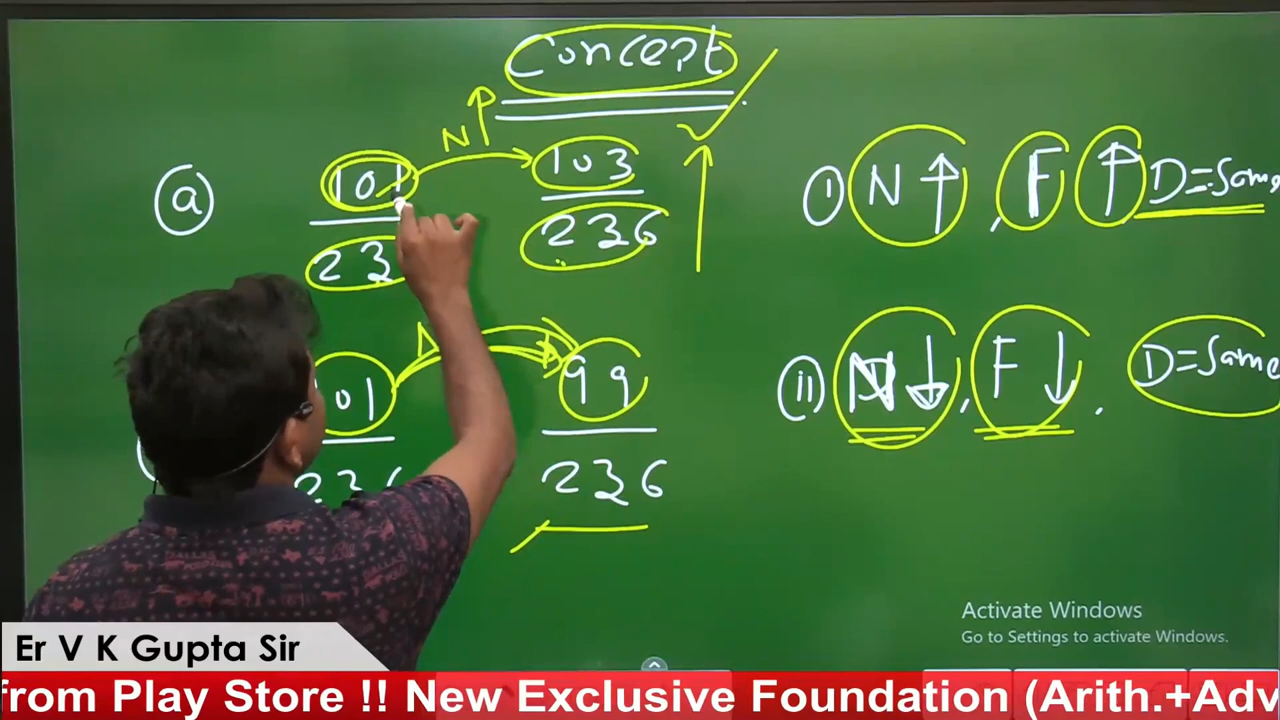 Concept
N↑
ⓐ 101 103
23 236
01 99
236 236
ⓘ N↑, F↑ D=Same
ⓘⓘ N↓, F↓. D=Same
Activate Windows
Go to Settings to activate Windows.
Er V K Gupta Sir
from Play Store !! New Exclusive Foundation (Arith.+Adv